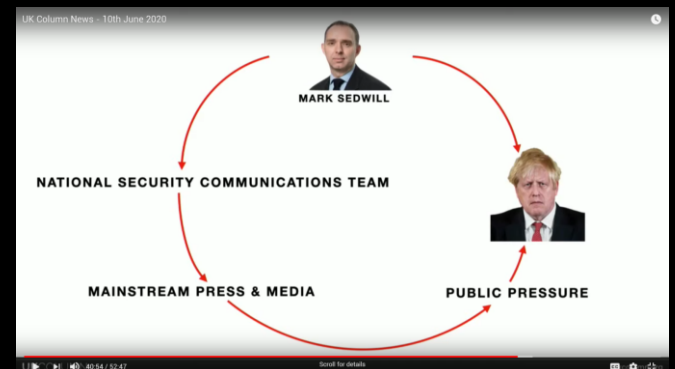 UK Column News - 10th June 2020
MARK SEDWILL
NATIONAL SECURITY COMMUNICATIONS TEAM
MAINSTREAM PRESS & MEDIA
PUBLIC PRESSURE
40:54 / 52:47
Scroll for details